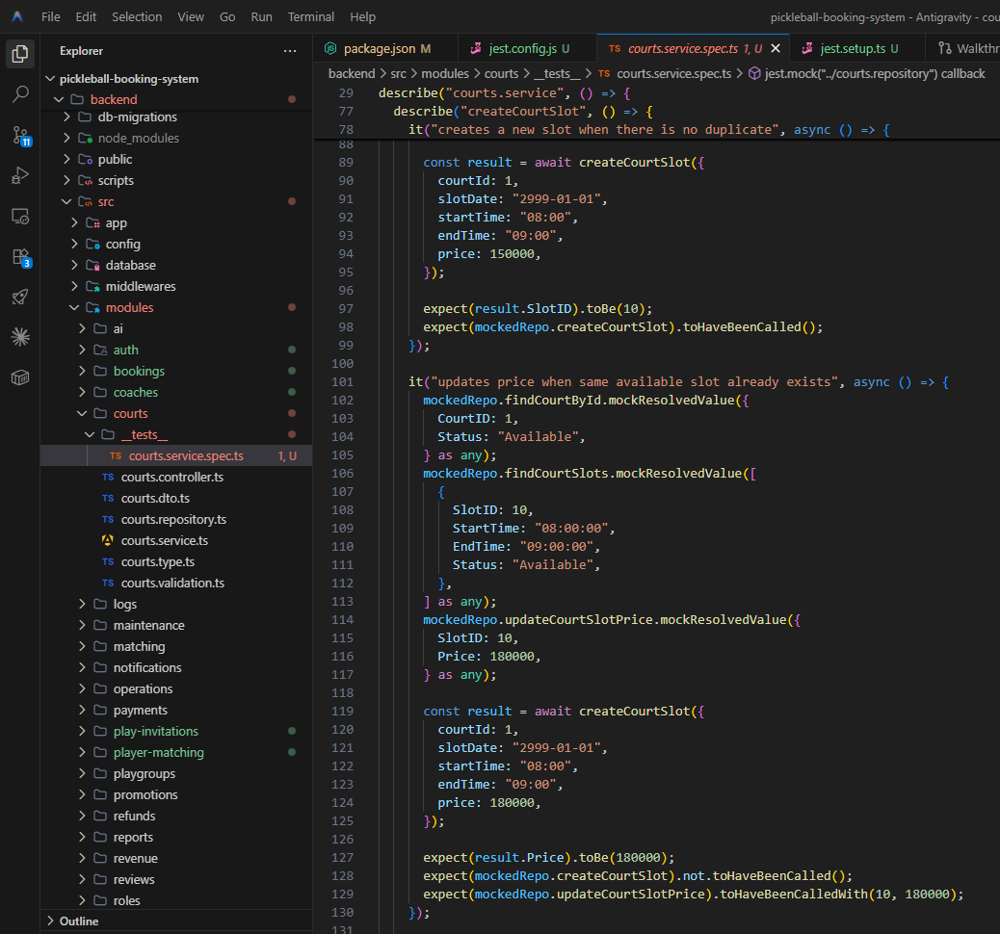 File Edit Selection View Go Run Terminal Help
pickleball-booking-system - Antigravity - cou
Explorer ...
pickleball-booking-system
backend
db-migrations
node_modules
public
scripts
src
app
config
database
middlewares
modules
ai
auth
bookings
coaches
courts
__tests__
TS courts.service.spec.ts 1, U
TS courts.controller.ts
TS courts.dto.ts
TS courts.repository.ts
courts.service.ts
TS courts.type.ts
TS courts.validation.ts
logs
maintenance
matching
notifications
operations
payments
play-invitations
player-matching
playgroups
promotions
refunds
reports
revenue
reviews
roles
Outline
11
3
package.json M
jest.config.js U
TS courts.service.spec.ts 1, U
jest.setup.ts U
Walkthr
backend > src > modules > courts > __tests__ > TS courts.service.spec.ts > jest.mock("../courts.repository") callback
29 describe("courts.service", () => {
77 describe("createCourtSlot", () => {
78 it("creates a new slot when there is no duplicate", async () => {
88
89 const result = await createCourtSlot({
90 courtId: 1,
91 slotDate: "2999-01-01",
92 startTime: "08:00",
93 endTime: "09:00",
94 price: 150000,
95 });
96
97 expect(result.SlotID).toBe(10);
98 expect(mockedRepo.createCourtSlot).toHaveBeenCalled();
99 });
100
101 it("updates price when same available slot already exists", async () => {
102 mockedRepo.findCourtById.mockResolvedValue({
103 CourtID: 1,
104 Status: "Available",
105 } as any);
106 mockedRepo.findCourtSlots.mockResolvedValue([
107 {
108 SlotID: 10,
109 StartTime: "08:00:00",
110 EndTime: "09:00:00",
111 Status: "Available",
112 },
113 ] as any);
114 mockedRepo.updateCourtSlotPrice.mockResolvedValue({
115 SlotID: 10,
116 Price: 180000,
117 } as any);
118
119 const result = await createCourtSlot({
120 courtId: 1,
121 slotDate: "2999-01-01",
122 startTime: "08:00",
123 endTime: "09:00",
124 price: 180000,
125 });
126
127 expect(result.Price).toBe(180000);
128 expect(mockedRepo.createCourtSlot).not.toHaveBeenCalled();
129 expect(mockedRepo.updateCourtSlotPrice).toHaveBeenCalledWith(10, 180000);
130 });
131